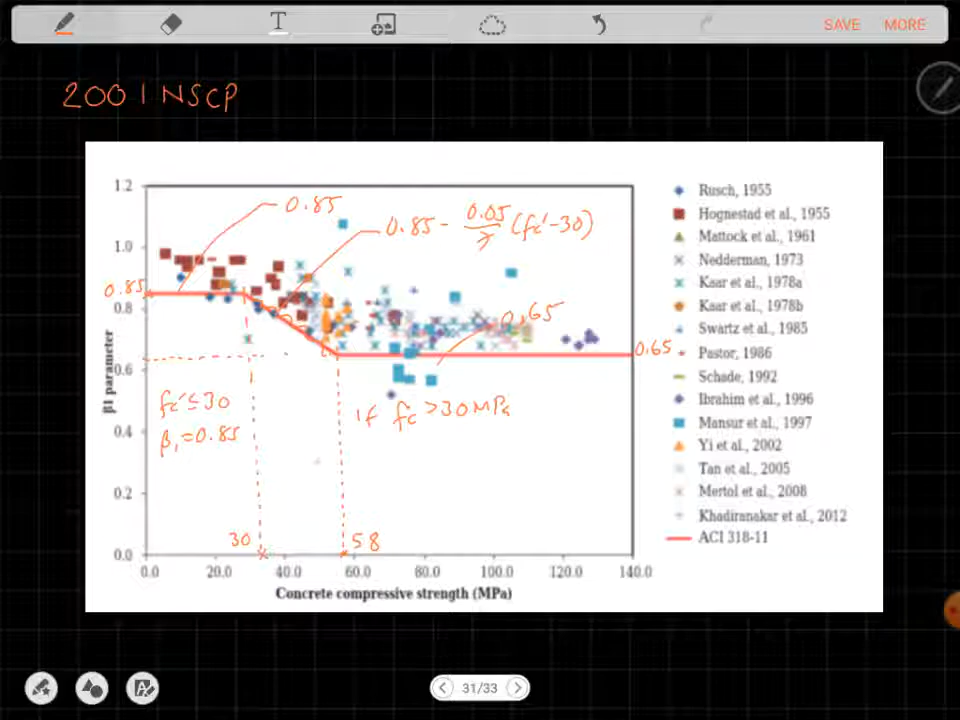 SAVE
MORE
2001 NSCP
1.2
1.0
0.8
0.6
0.4
0.2
0.0
β1 parameter
0.0
20.0
40.0
60.0
80.0
100.0
120.0
140.0
Concrete compressive strength (MPa)
0.85
0.85
0.85 - 0.05/7 (fc'-30)
0.65
0.65
fc' ≤ 30
β1 = 0.85
if fc > 30 MPa
30
58
Rusch, 1955
Hognestad et al., 1955
Mattock et al., 1961
Nedderman, 1973
Kaar et al., 1978a
Kaar et al., 1978b
Swartz et al., 1985
Pastor, 1986
Schade, 1992
Ibrahim et al., 1996
Mansur et al., 1997
Yi et al., 2002
Tan et al., 2005
Mertol et al., 2008
Khadiranakar et al., 2012
ACI 318-11
31/33